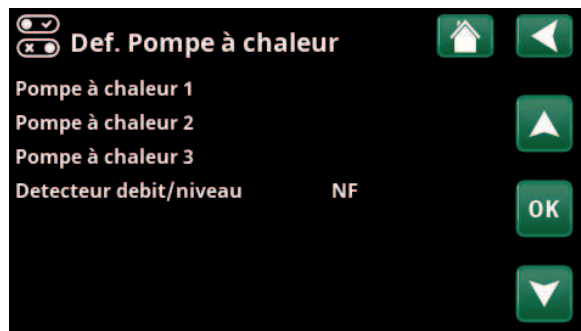 Def. Pompe à chaleur
Pompe à chaleur 1
Pompe à chaleur 2
Pompe à chaleur 3
Detecteur debit/niveau NF
OK